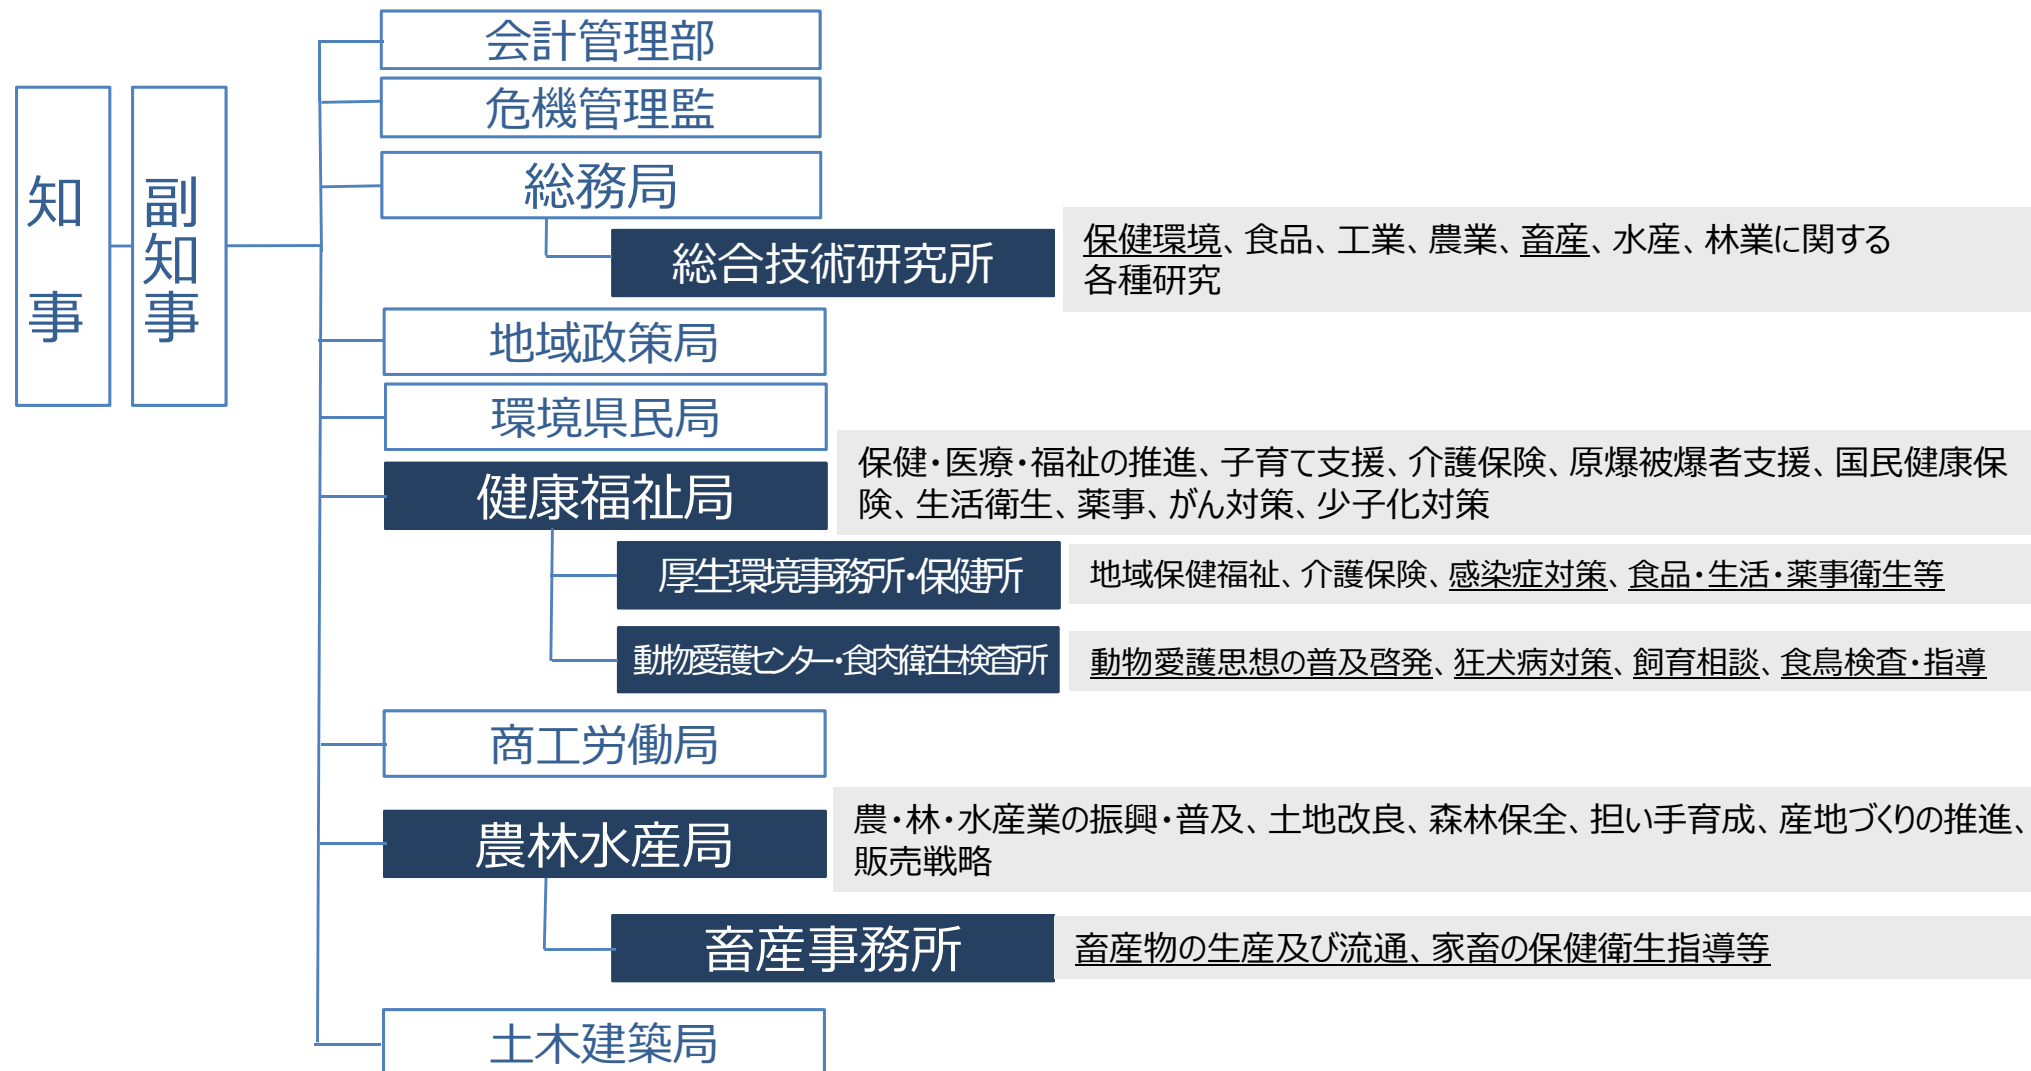 知事
副知事
会計管理部
危機管理監
総務局
総合技術研究所
保健環境、食品、工業、農業、畜産、水産、林業に関する
各種研究
地域政策局
環境県民局
健康福祉局
保健・医療・福祉の推進、子育て支援、介護保険、原爆被爆者支援、国民健康保
険、生活衛生、薬事、がん対策、少子化対策
厚生環境事務所・保健所
地域保健福祉、介護保険、感染症対策、食品・生活・薬事衛生等
動物愛護センター・食肉衛生検査所
動物愛護思想の普及啓発、狂犬病対策、飼育相談、食鳥検査・指導
商工労働局
農林水産局
農・林・水産業の振興・普及、土地改良、森林保全、担い手育成、産地づくりの推進、
販売戦略
畜産事務所
畜産物の生産及び流通、家畜の保健衛生指導等
土木建築局